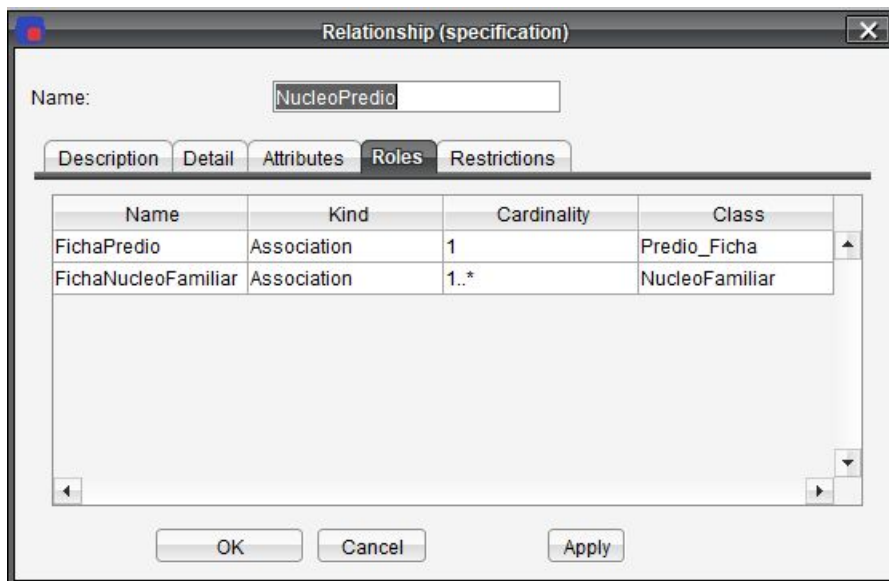 Relationship (specification)
Name: NucleoPredio
Description Detail Attributes Roles Restrictions
Name Kind Cardinality Class
FichaPredio Association 1 Predio_Ficha
FichaNucleoFamiliar Association 1..* NucleoFamiliar
OK Cancel Apply